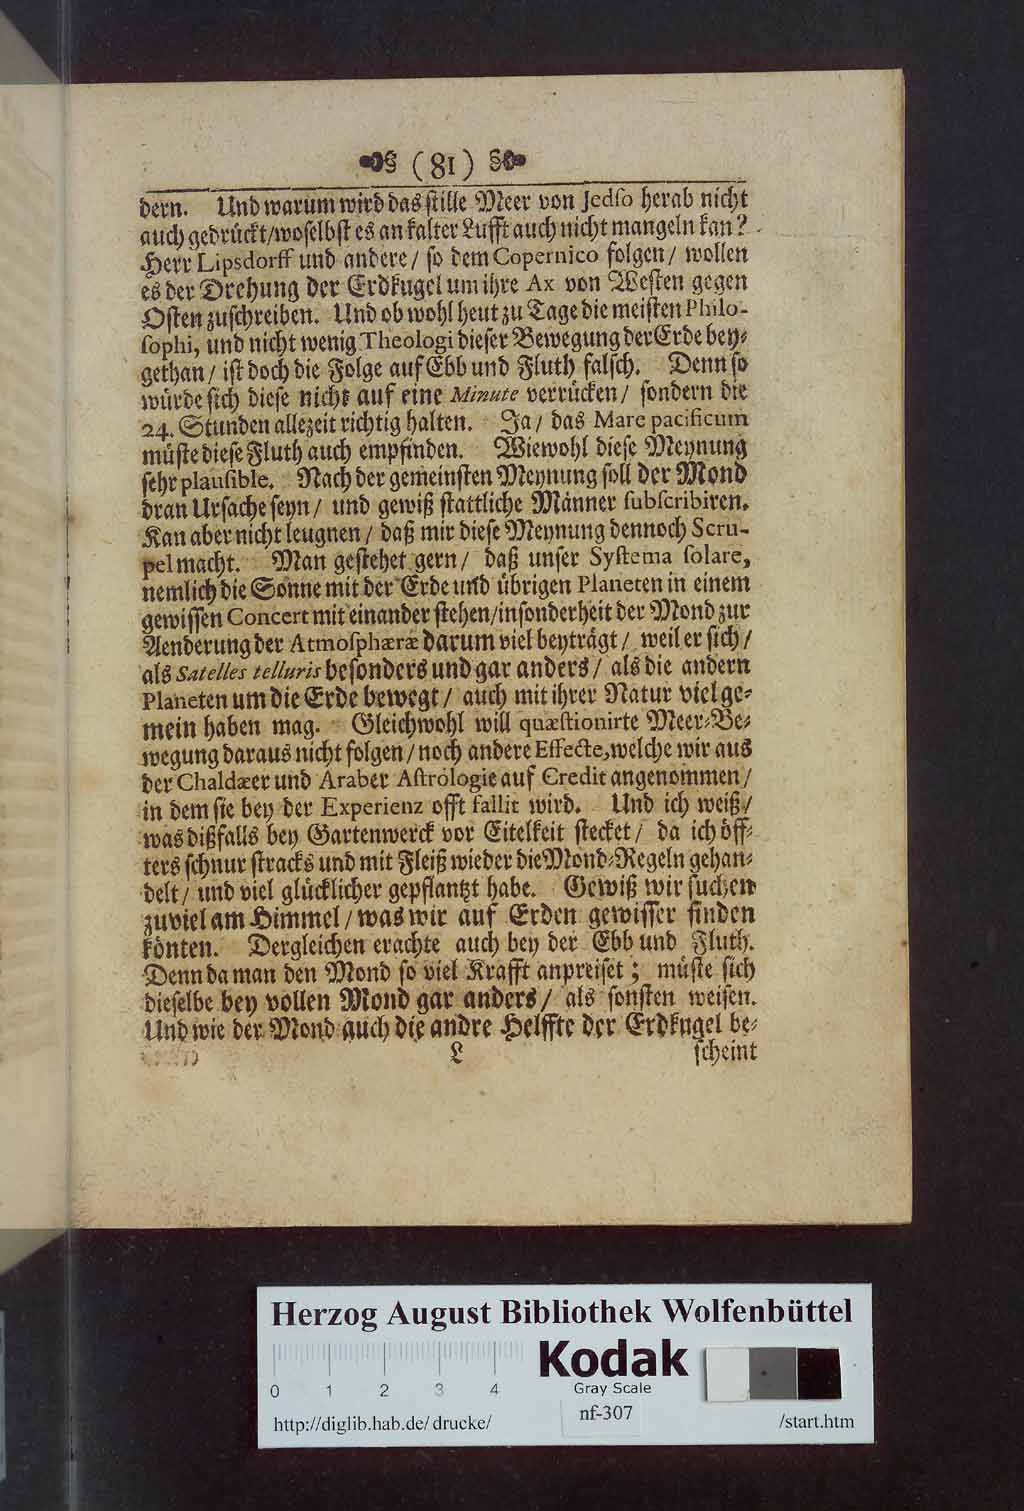 (81)
dern. Und warum wird das stille Meer von Jedso herab nicht
auch gedrückt/woselbst es an kalter Lufft auch nicht mangeln kan?
Herr Lipsdorff und andere/ so dem Copernico folgen/ wollen
es der Drehung der Erdkugel um ihre Ax von Westen gegen
Osten zuschreiben. Und ob wohl heut zu Tage die meisten Philo-
sophi, und nicht wenig Theologi dieser Bewegung der Erde bey-
gethan/ ist doch die Folge auf Ebb und Fluth falsch. Denn so
würde sich diese nicht auf eine Minute verrücken/ sondern die
24. Stunden allezeit richtig halten. Ja/ das Mare pacificum
müste diese Fluth auch empfinden. Wiewohl diese Meynung
sehr plausible. Nach der gemeinsten Meynung soll der Mond
dran Ursache seyn/ und gewiß stattliche Männer subscribiren.
Kan aber nicht leugnen/ daß mir diese Meynung dennoch Scru-
pel macht. Man gestehet gern/ daß unser Systema solare,
nemlich die Sonne mit der Erde und übrigen Planeten in einem
gewissen Concert mit einander stehen/insonderheit der Mond zur
Aenderung der Atmosphæræ darum viel beyträgt/ weil er sich/
als Satelles telluris besonders und gar anders/ als die andern
Planeten um die Erde bewegt/ auch mit ihrer Natur viel ge-
mein haben mag. Gleichwohl will quæstionirte Meer-Be-
wegung daraus nicht folgen/noch andere Effecte, welche wir aus
der Chaldæer und Araber Astrologie auf Credit angenommen/
in dem sie bey der Experienz offt fallit wird. Und ich weiß/
was dißfalls bey Gartenwerck vor Eitelkeit stecket/ da ich öff-
ters schnur stracks und mit Fleiß wieder die Mond-Regeln gehan-
delt/ und viel glücklicher gepflantzt habe. Gewiß wir suchen
zuviel am Himmel/was wir auf Erden gewisser finden
könten. Dergleichen erachte auch bey der Ebb und Fluth.
Denn da man den Mond so viel Krafft anpreiset; müste sich
dieselbe bey vollen Mond gar anders/ als sonsten weisen.
Und wie der Mond auch die andre Helffte der Erdkugel be-
L scheint
Herzog August Bibliothek Wolfenbüttel
Kodak
Gray Scale
0 1 2 3 4
nf-307
http://diglib.hab.de/drucke/ /start.htm